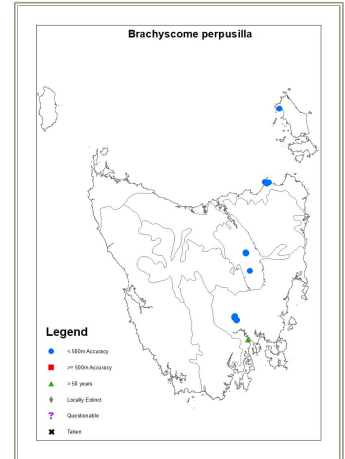 Brachyscome perpusilla
Legend
< 500m Accuracy
>= 500m Accuracy
> 50 years
Locally Extinct
? Questionable
Taken